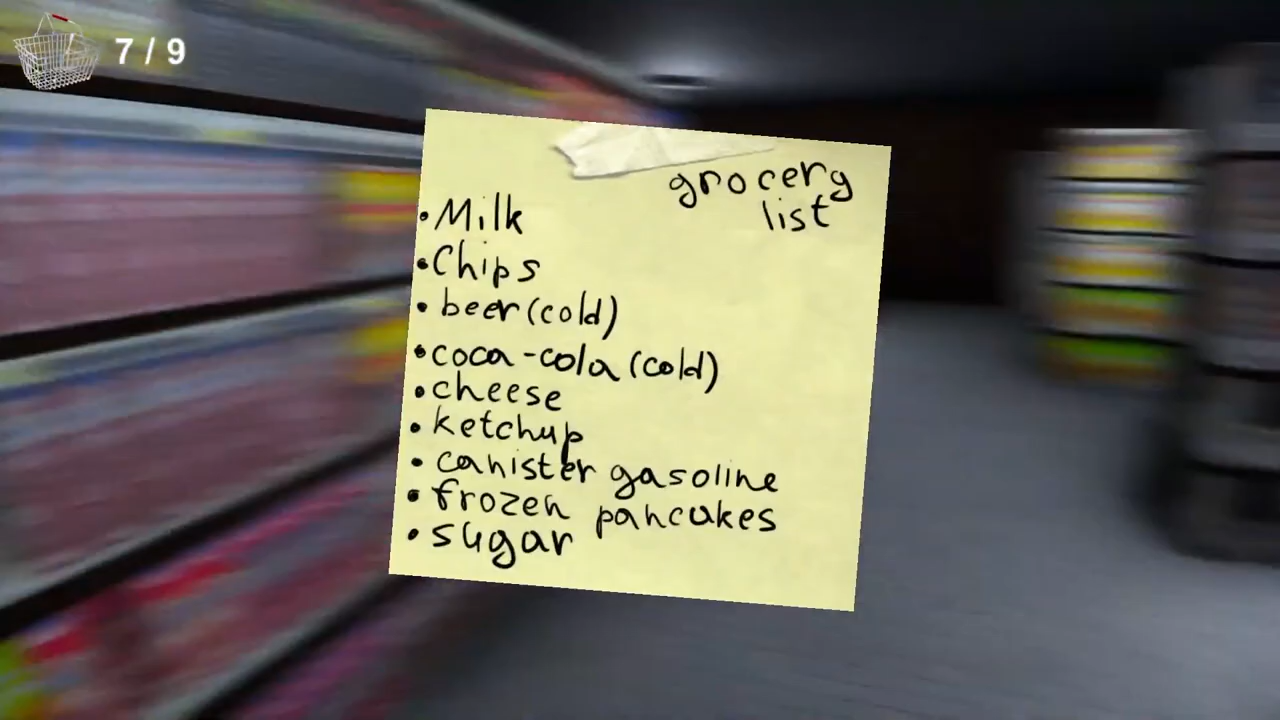 7 / 9
grocery
list
• Milk
• Chips
• beer (cold)
• coca-cola (cold)
• cheese
• ketchup
• canister gasoline
• frozen pancakes
• sugar